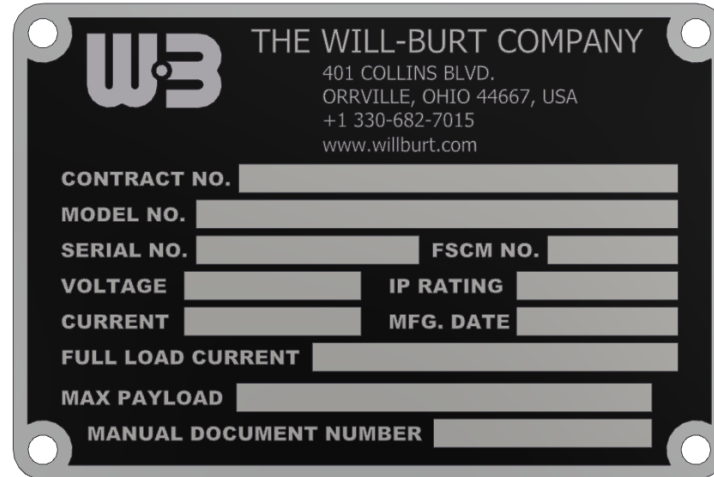 W·B THE WILL-BURT COMPANY
401 COLLINS BLVD.
ORRVILLE, OHIO 44667, USA
+1 330-682-7015
www.willburt.com
CONTRACT NO.
MODEL NO.
SERIAL NO. FSCM NO.
VOLTAGE IP RATING
CURRENT MFG. DATE
FULL LOAD CURRENT
MAX PAYLOAD
MANUAL DOCUMENT NUMBER